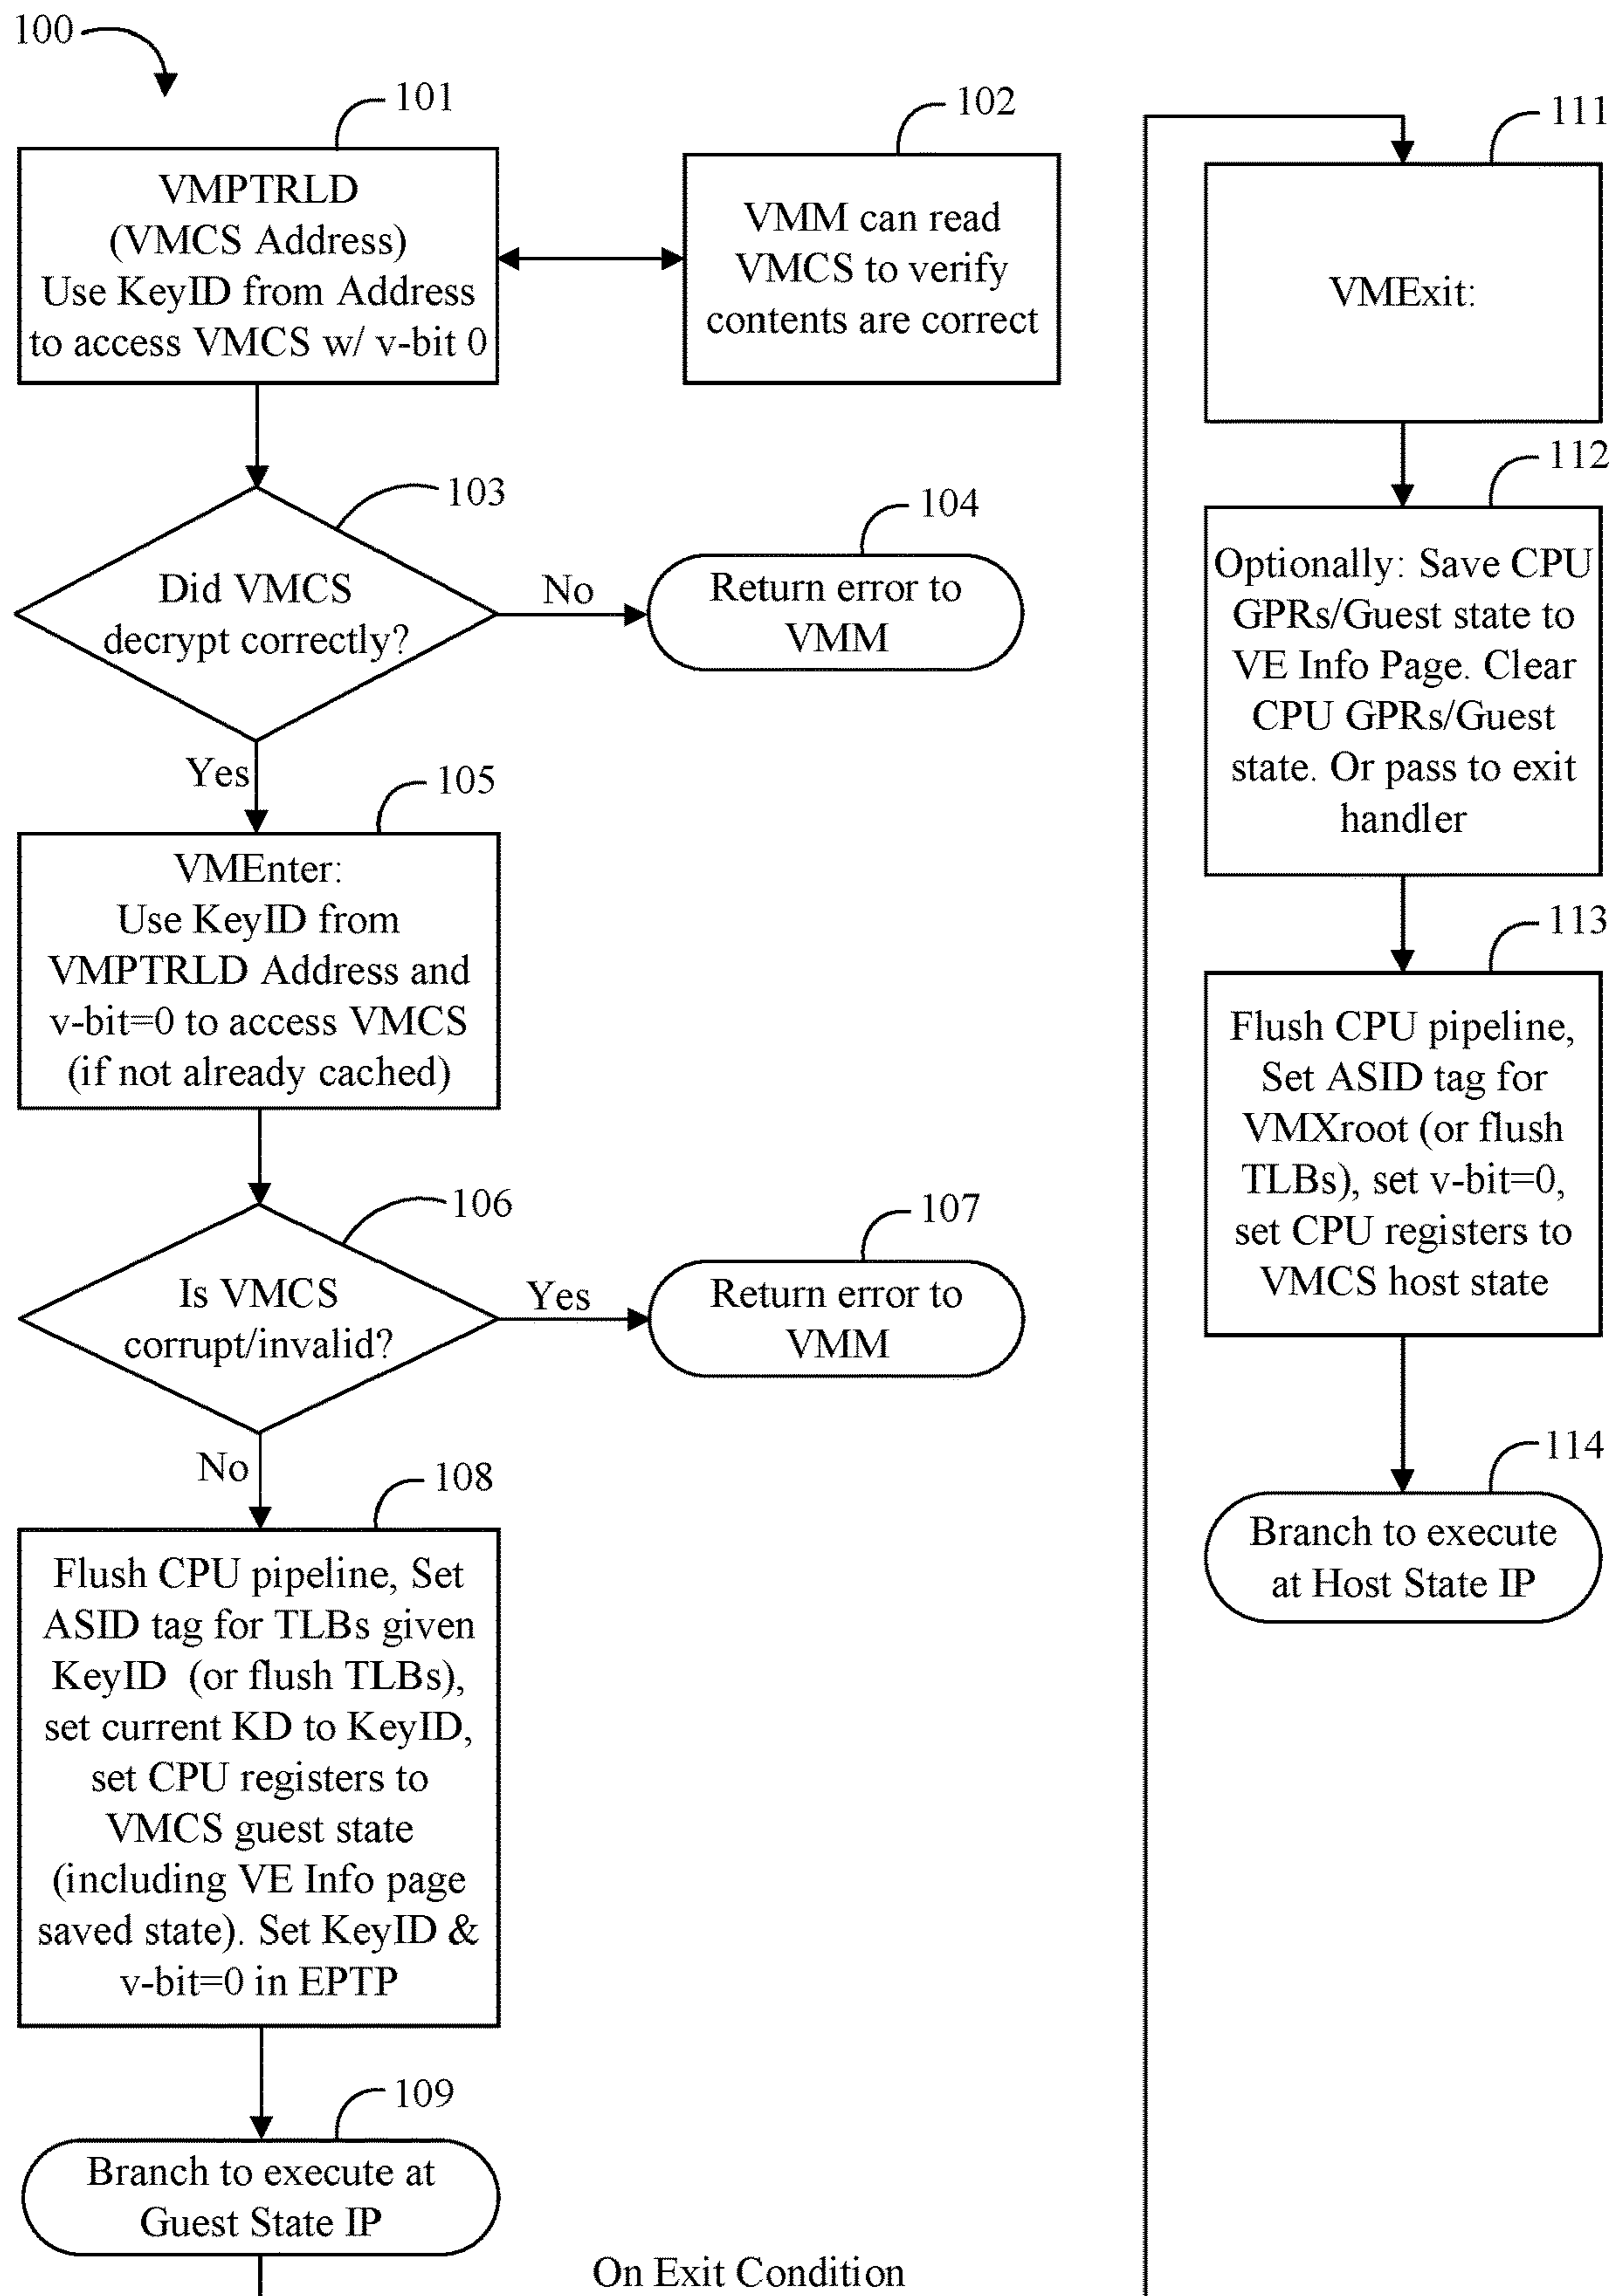 100
101
VMPTRLD
(VMCS Address)
Use KeyID from Address
to access VMCS w/ v-bit 0
102
VMM can read
VMCS to verify
contents are correct
103
Did VMCS
decrypt correctly?
No
104
Return error to
VMM
Yes
105
VMEnter:
Use KeyID from
VMPTRLD Address and
v-bit=0 to access VMCS
(if not already cached)
106
Is VMCS
corrupt/invalid?
Yes
107
Return error to
VMM
No
108
Flush CPU pipeline, Set
ASID tag for TLBs given
KeyID (or flush TLBs),
set current KD to KeyID,
set CPU registers to
VMCS guest state
(including VE Info page
saved state). Set KeyID &
v-bit=0 in EPTP
109
Branch to execute at
Guest State IP
On Exit Condition
111
VMExit:
112
Optionally: Save CPU
GPRs/Guest state to
VE Info Page. Clear
CPU GPRs/Guest
state. Or pass to exit
handler
113
Flush CPU pipeline,
Set ASID tag for
VMXroot (or flush
TLBs), set v-bit=0,
set CPU registers to
VMCS host state
114
Branch to execute
at Host State IP